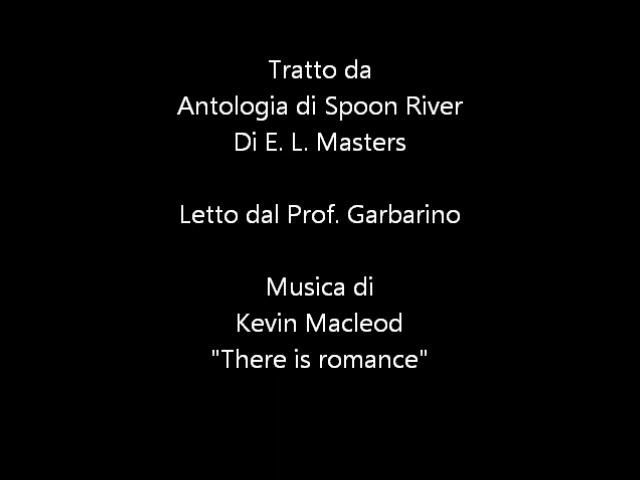 Tratto da
Antologia di Spoon River
Di E. L. Masters
Letto dal Prof. Garbarino
Musica di
Kevin Macleod
"There is romance"